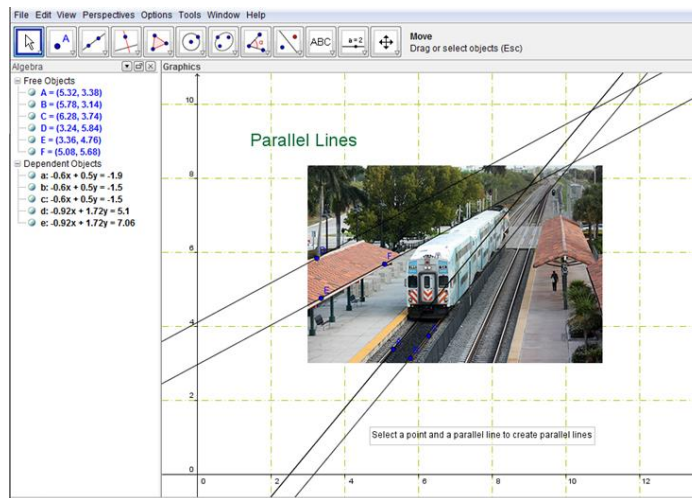 File Edit View Perspectives Options Tools Window Help
A
ABC
a=2
Move
Drag or select objects (Esc)
Algebra
Graphics
Free Objects
A = (5.32, 3.38)
B = (5.78, 3.14)
C = (6.28, 3.74)
D = (3.24, 5.84)
E = (3.36, 4.76)
F = (5.08, 5.68)
Dependent Objects
a: -0.6x + 0.5y = -1.9
b: -0.6x + 0.5y = -1.5
c: -0.6x + 0.5y = -1.5
d: -0.92x + 1.72y = 5.1
e: -0.92x + 1.72y = 7.06
10
Parallel Lines
8
6
F
E
4
2
Select a point and a parallel line to create parallel lines
0
0 2 4 6 8 10 12